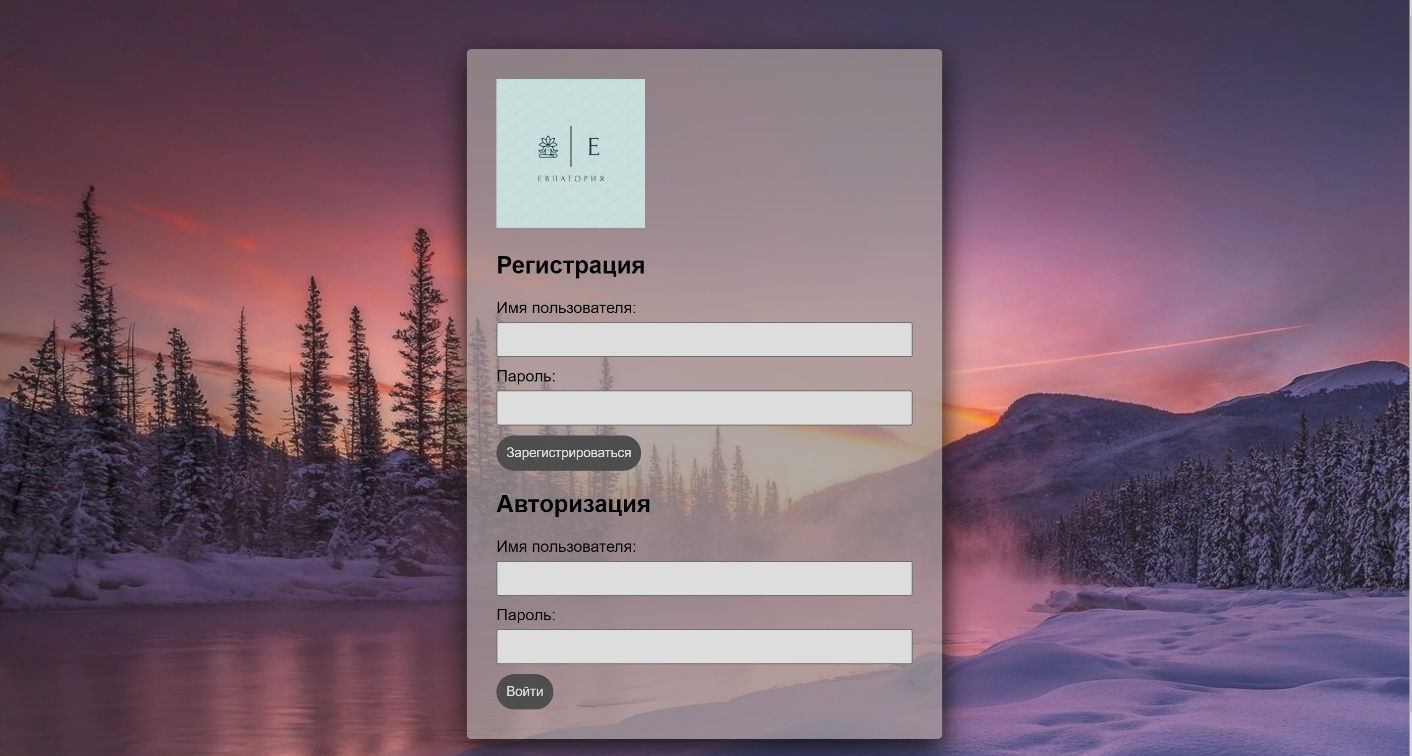 Е
ЕВПАТОРИЯ
Регистрация
Имя пользователя:
Пароль:
Зарегистрироваться
Авторизация
Имя пользователя:
Пароль:
Войти